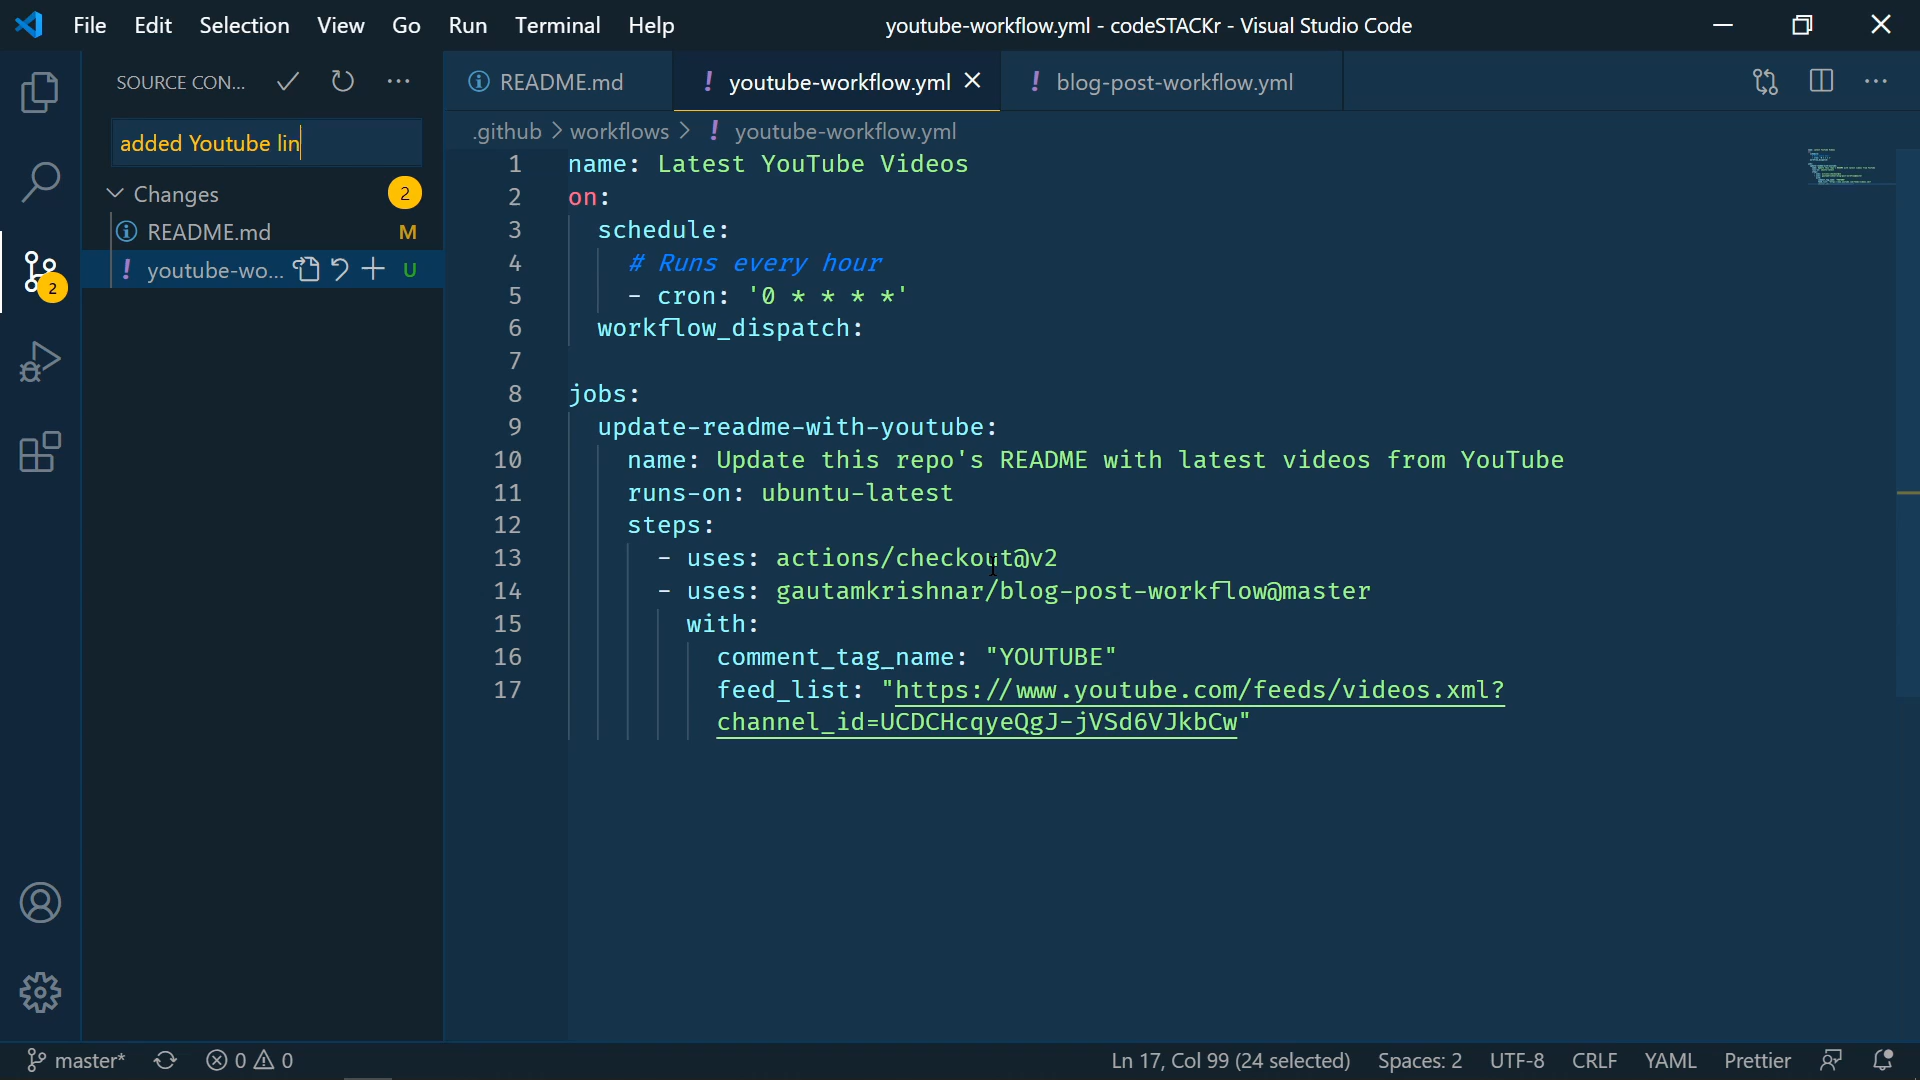 File Edit Selection View Go Run Terminal Help
youtube-workflow.yml - codeSTACKr - Visual Studio Code
SOURCE CON...
README.md
! youtube-workflow.yml
! blog-post-workflow.yml
added Youtube lin
.github > workflows > ! youtube-workflow.yml
Changes 2
README.md M
! youtube-wo... U
2
1 name: Latest YouTube Videos
2 on:
3 schedule:
4 # Runs every hour
5 - cron: '0 * * * *'
6 workflow_dispatch:
7
8 jobs:
9 update-readme-with-youtube:
10 name: Update this repo's README with latest videos from YouTube
11 runs-on: ubuntu-latest
12 steps:
13 - uses: actions/checkout@v2
14 - uses: gautamkrishnar/blog-post-workflow@master
15 with:
16 comment_tag_name: "YOUTUBE"
17 feed_list: "https://www.youtube.com/feeds/videos.xml?
channel_id=UCDCHcqyeQgJ-jVSd6VJkbCw"
master* 0 0 Ln 17, Col 99 (24 selected) Spaces: 2 UTF-8 CRLF YAML Prettier